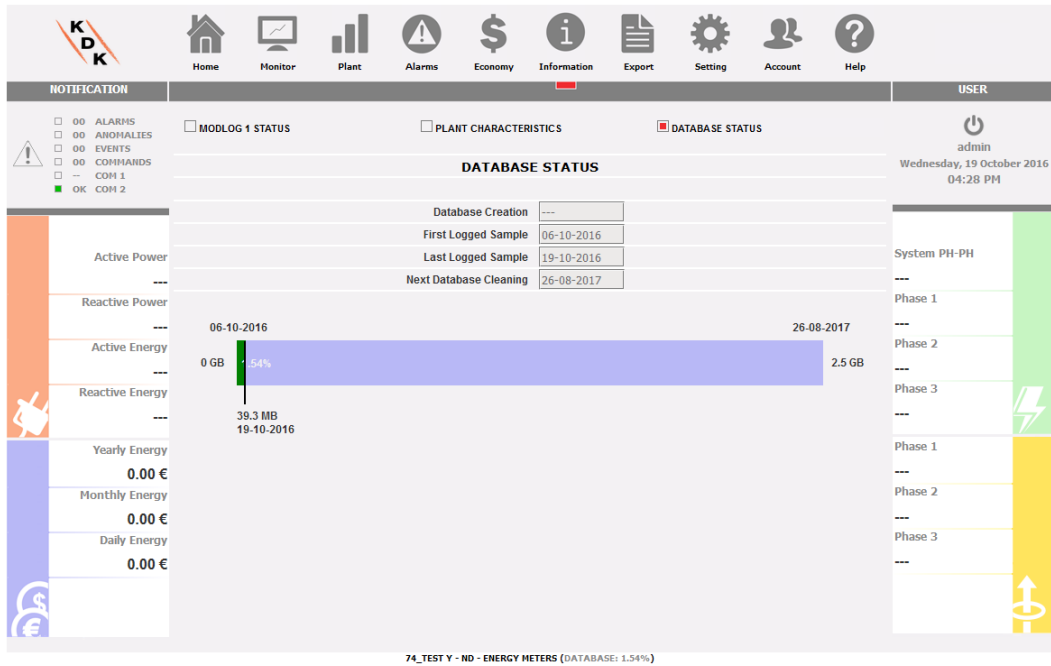 K
D
K
Home Monitor Plant Alarms Economy Information Export Setting Account Help
NOTIFICATION
USER
00 ALARMS
00 ANOMALIES
00 EVENTS
00 COMMANDS
-- COM 1
OK COM 2
MODLOG 1 STATUS PLANT CHARACTERISTICS DATABASE STATUS
admin
Wednesday, 19 October 2016
04:28 PM
DATABASE STATUS
Database Creation ---
First Logged Sample 06-10-2016
Last Logged Sample 19-10-2016
Next Database Cleaning 26-08-2017
06-10-2016 26-08-2017
0 GB 1.54% 2.5 GB
39.3 MB
19-10-2016
Active Power
---
Reactive Power
---
Active Energy
---
Reactive Energy
---
Yearly Energy
0.00 €
Monthly Energy
0.00 €
Daily Energy
0.00 €
$
€
System PH-PH
---
Phase 1
---
Phase 2
---
Phase 3
---
Phase 1
---
Phase 2
---
Phase 3
---
74_TEST Y - ND - ENERGY METERS (DATABASE: 1.54%)